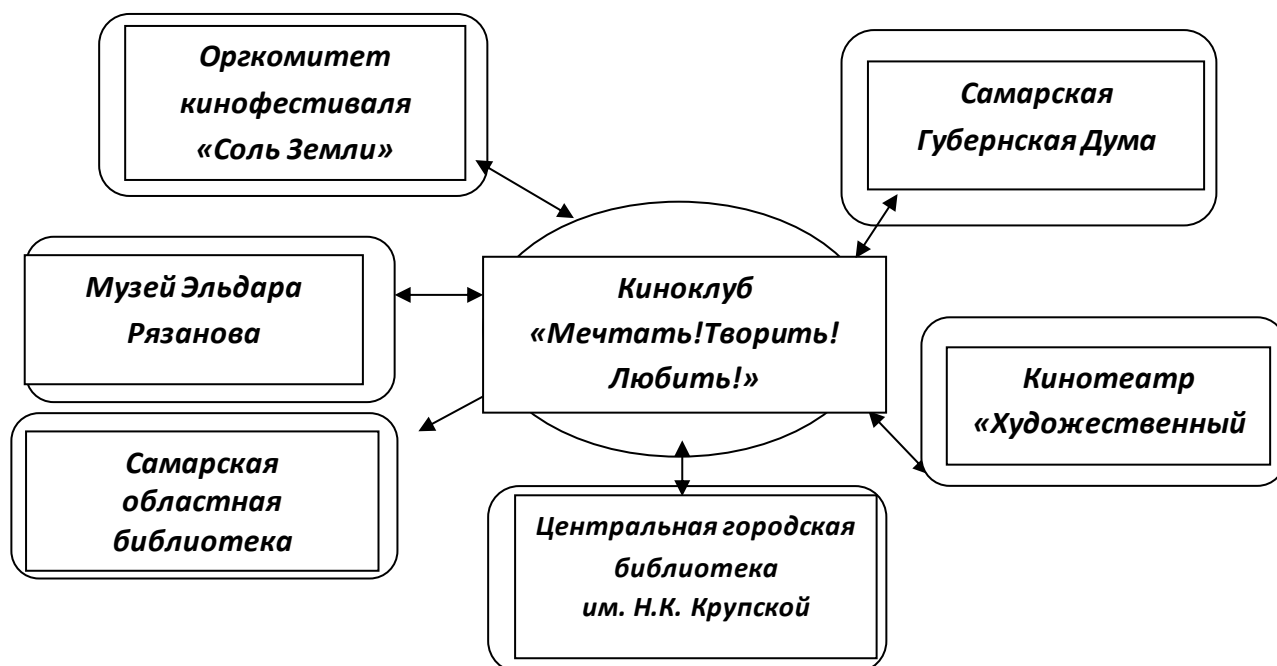 Оргкомитет
кинофестиваля
«Соль Земли»
Самарская
Губернская Дума
Музей Эльдара
Рязанова
Киноклуб
«Мечтать!Творить!
Любить!»
Кинотеатр
«Художественный
Самарская
областная
библиотека
Центральная городская
библиотека
им. Н.К. Крупской